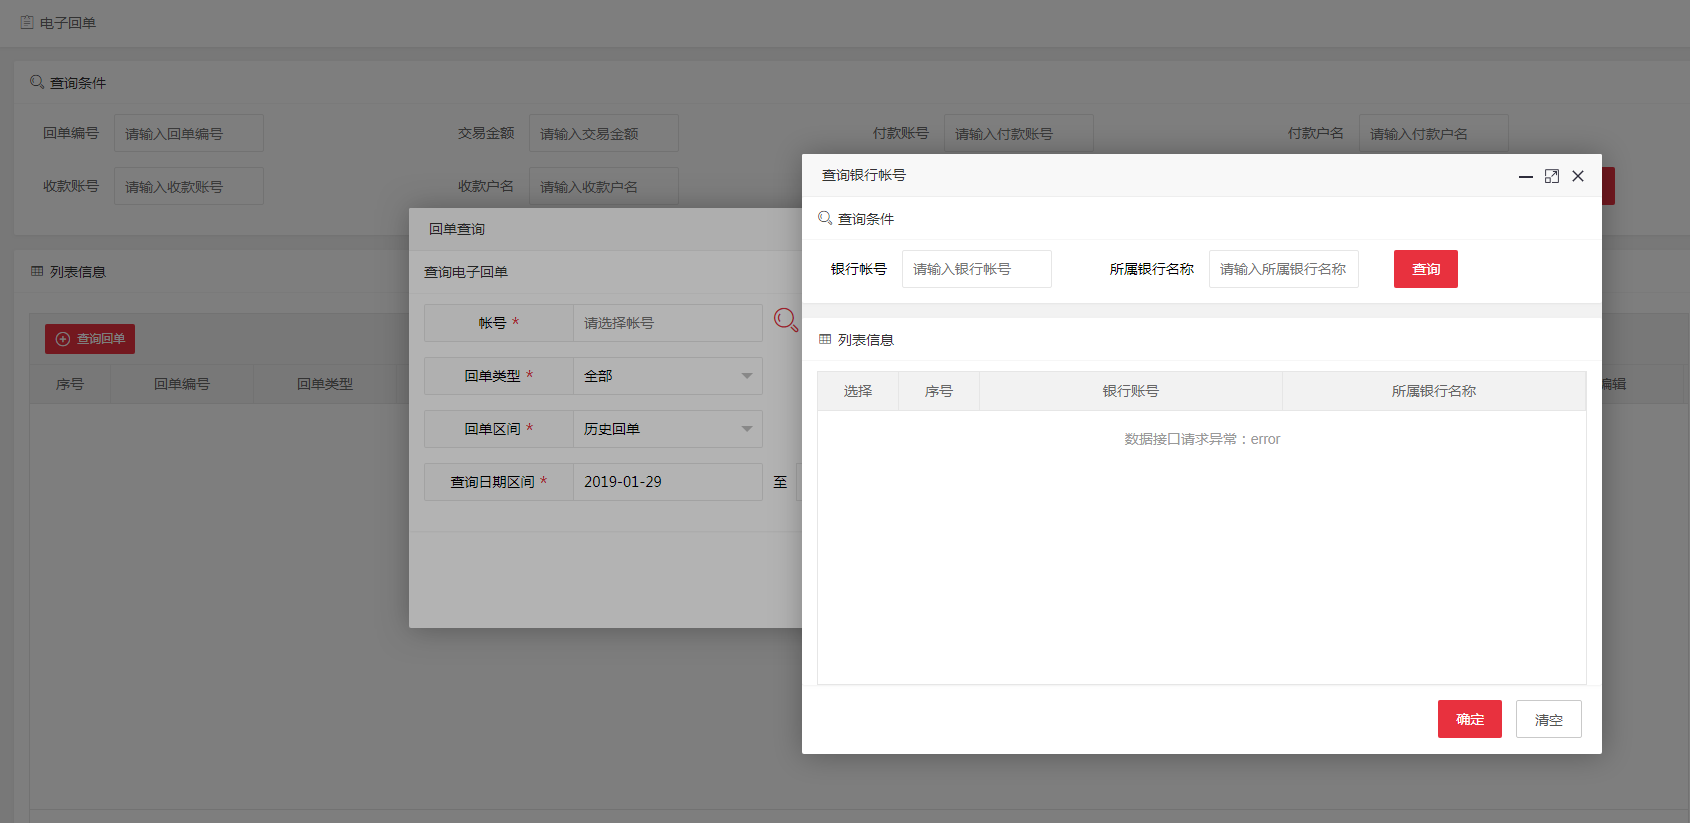 电子回单
查询条件
回单编号 请输入回单编号 交易金额 请输入交易金额 付款账号 请输入付款账号 付款户名 请输入付款户名
收款账号 请输入收款账号 收款户名 请输入收款户名
列表信息
查询回单
序号 回单编号 回单类型 编辑
回单查询
查询电子回单
帐号 * 请选择帐号
回单类型 * 全部
回单区间 * 历史回单
查询日期区间 * 2019-01-29 至
查询银行帐号
查询条件
银行帐号 请输入银行帐号 所属银行名称 请输入所属银行名称 查询
列表信息
选择 序号 银行账号 所属银行名称
数据接口请求异常：error
确定 清空